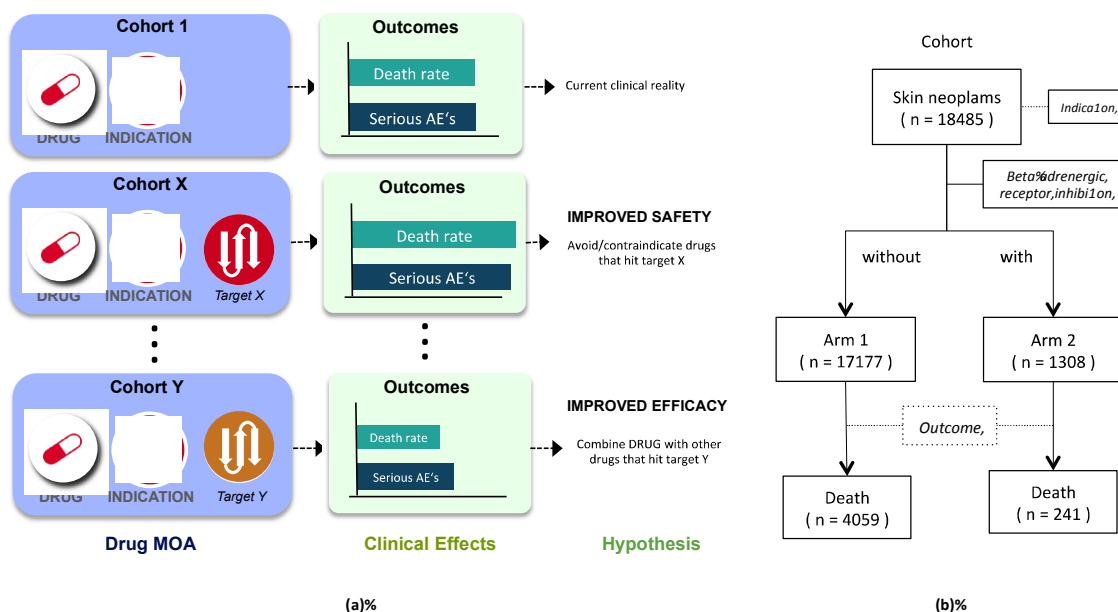 Cohort 1
DRUG
INDICATION
Outcomes
Death rate
Serious AE's
Current clinical reality
Cohort X
DRUG
INDICATION
Target X
Outcomes
Death rate
Serious AE's
IMPROVED SAFETY
Avoid/contraindicate drugs
that hit target X
Cohort Y
DRUG
INDICATION
Target Y
Outcomes
Death rate
Serious AE's
IMPROVED EFFICACY
Combine DRUG with other
drugs that hit target Y
Drug MOA
Clinical Effects
Hypothesis
(a)%
Cohort
Skin neoplams
( n = 18485 )
Indica1on,
Beta%adrenergic,
receptor,inhibi1on,
without
with
Arm 1
( n = 17177 )
Arm 2
( n = 1308 )
Outcome,
Death
( n = 4059 )
Death
( n = 241 )
(b)%